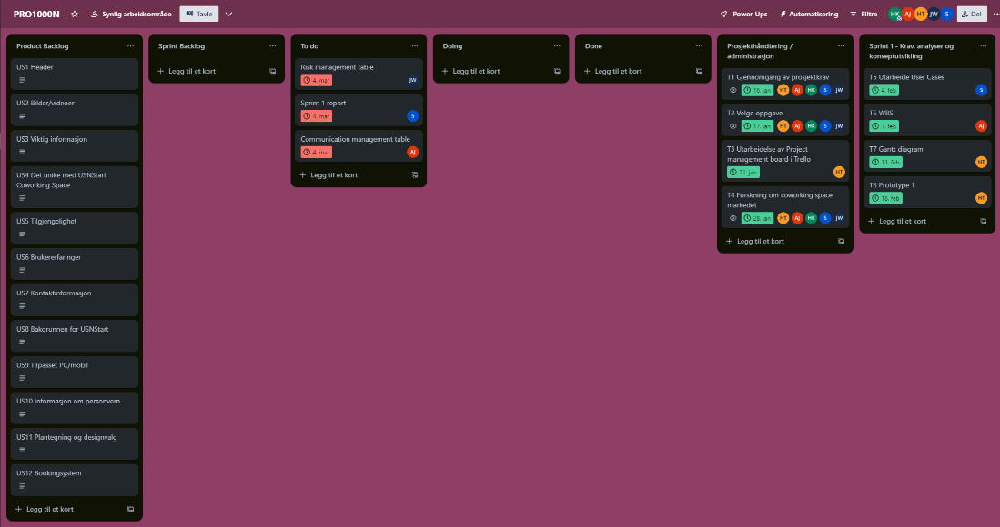 PRO1000N
Synlig arbeidsområde
Tavle
Power-Ups
Automatisering
Filtre
HK
AJ
HT
JW
S
Del
Product Backlog
US1 Header
US2 Bilder/videoer
US3 Viktig informasjon
US4 Det unike med USNStart
Coworking Space
US5 Tilgjengelighet
US6 Brukererfaringer
US7 Kontaktinformasjon
US8 Bakgrunnen for USNStart
US9 Tilpasset PC/mobil
US10 Informasjon om personvern
US11 Plantegning og designvalg
US12 Bookingsystem
Legg til et kort
Sprint Backlog
Legg til et kort
To do
Risk management table
4. mar
JW
Sprint 1 report
4. mar
S
Communication management table
4. mar
AJ
Legg til et kort
Doing
Legg til et kort
Done
Legg til et kort
Prosjekthåndtering /
administrasjon
T1 Gjennomgang av prosjektkrav
16. jan HT AJ HK S JW
T2 Velge oppgave
17. jan HT AJ HK S JW
T3 Utarbeidelse av Project
management board i Trello
21. jan
HT
T4 Forskning om coworking space
markedet
28. jan HT AJ HK S JW
Legg til et kort
Sprint 1 - Krav, analyser og
konseptutvikling
T5 Utarbeide User Cases
4. feb
S
T6 WBS
7. feb
AJ
T7 Gantt diagram
11. feb
HT
T8 Prototype 1
18. feb
HT
Legg til et kort